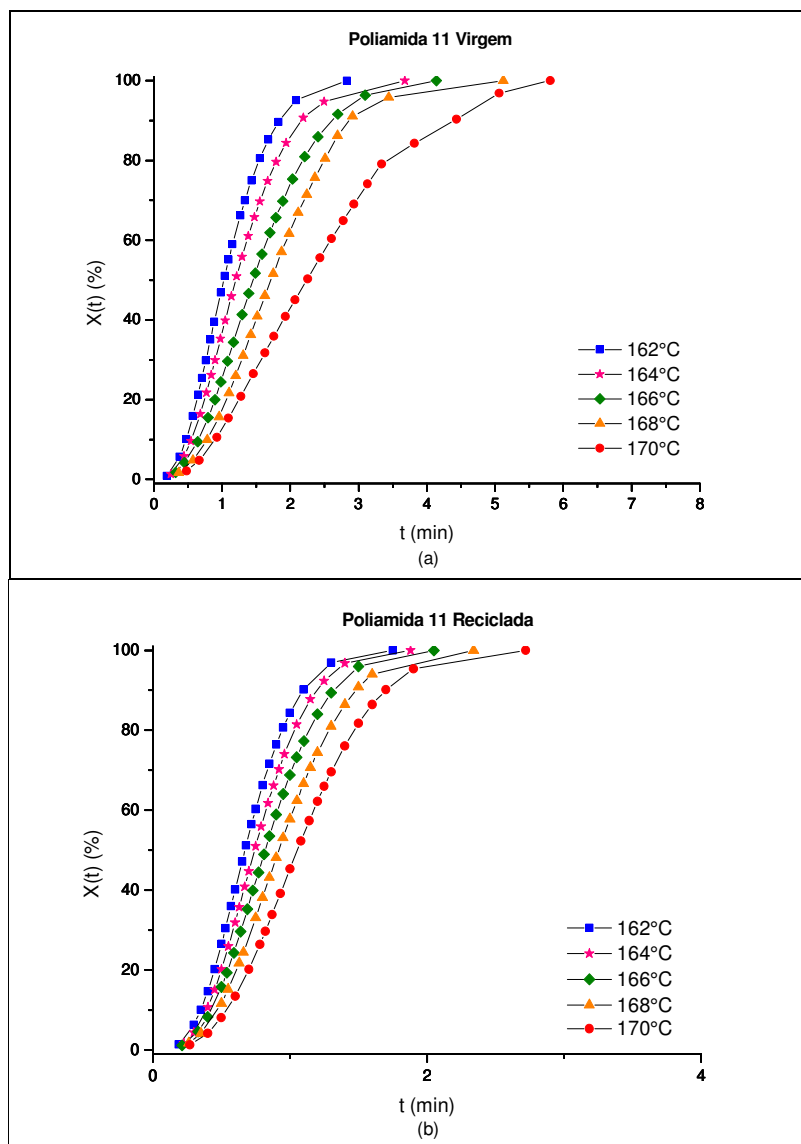 Poliamida 11 Virgem
100
80
60
40
20
0
X(t) (%)
162°C
164°C
166°C
168°C
170°C
0 1 2 3 4 5 6 7 8
t (min)
(a)
Poliamida 11 Reciclada
100
80
60
40
20
0
X(t) (%)
162°C
164°C
166°C
168°C
170°C
0 2 4
t (min)
(b)